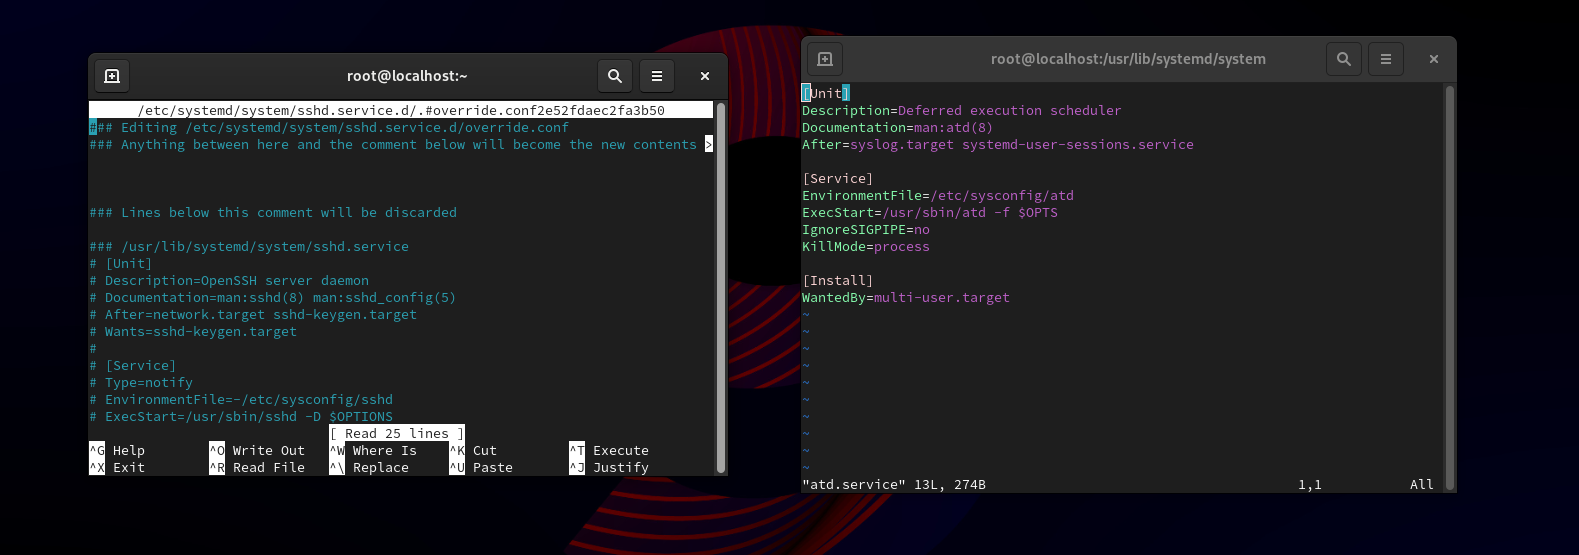 root@localhost:~
/etc/systemd/system/sshd.service.d/.#override.conf2e52fdaec2fa3b50
### Editing /etc/systemd/system/sshd.service.d/override.conf
### Anything between here and the comment below will become the new contents >
### Lines below this comment will be discarded
### /usr/lib/systemd/system/sshd.service
# [Unit]
# Description=OpenSSH server daemon
# Documentation=man:sshd(8) man:sshd_config(5)
# After=network.target sshd-keygen.target
# Wants=sshd-keygen.target
#
# [Service]
# Type=notify
# EnvironmentFile=-/etc/sysconfig/sshd
# ExecStart=/usr/sbin/sshd -D $OPTIONS
[ Read 25 lines ]
^G Help ^O Write Out ^W Where Is ^K Cut ^T Execute
^X Exit ^R Read File ^\ Replace ^U Paste ^J Justify
root@localhost:/usr/lib/systemd/system
[Unit]
Description=Deferred execution scheduler
Documentation=man:atd(8)
After=syslog.target systemd-user-sessions.service
[Service]
EnvironmentFile=/etc/sysconfig/atd
ExecStart=/usr/sbin/atd -f $OPTS
IgnoreSIGPIPE=no
KillMode=process
[Install]
WantedBy=multi-user.target
~
~
~
~
~
~
~
~
~
~
"atd.service" 13L, 274B 1,1 All